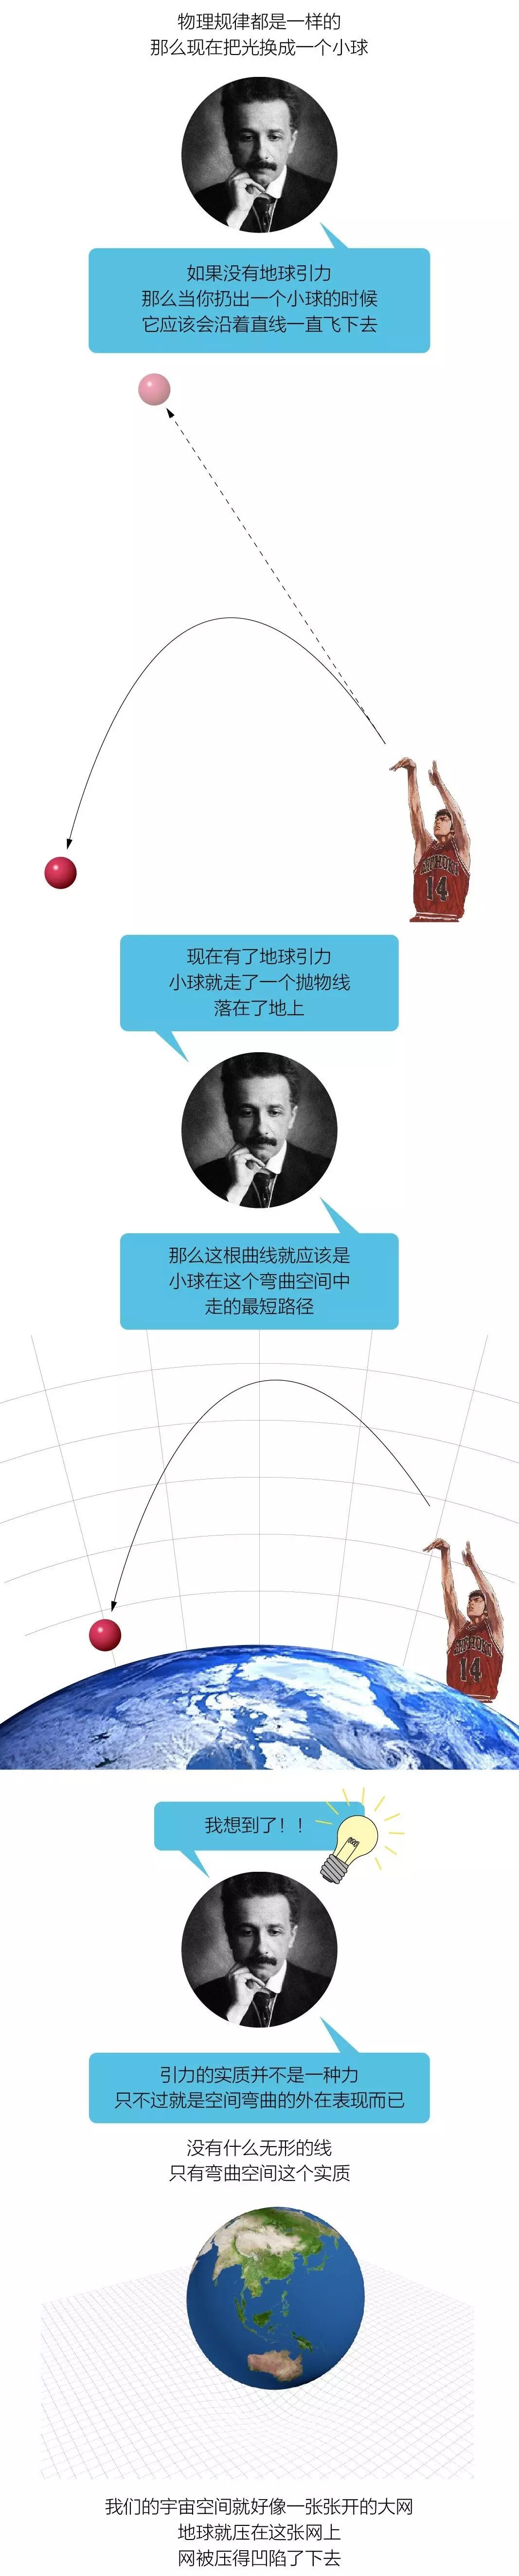 物理规律都是一样的
那么现在把光换成一个小球
如果没有地球引力
那么当你扔出一个小球的时候
它应该会沿着直线一直飞下去
14
现在有了地球引力
小球就走了一个抛物线
落在了地上
那么这根曲线就应该是
小球在这个弯曲空间中
走的最短路径
14
我想到了！！
引力的实质并不是一种力
只不过就是空间弯曲的外在表现而已
没有什么无形的线
只有弯曲空间这个实质
我们的宇宙空间就好像一张张开的大网
地球就压在这张网上
网被压得凹陷了下去